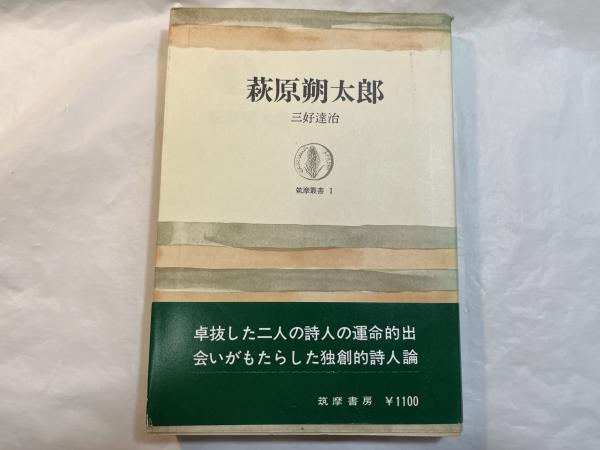 萩原朔太郎
三好達治
筑摩叢書 1
卓抜した二人の詩人の運命的出
会いがもたらした独創的詩人論
筑摩書房 ¥1100